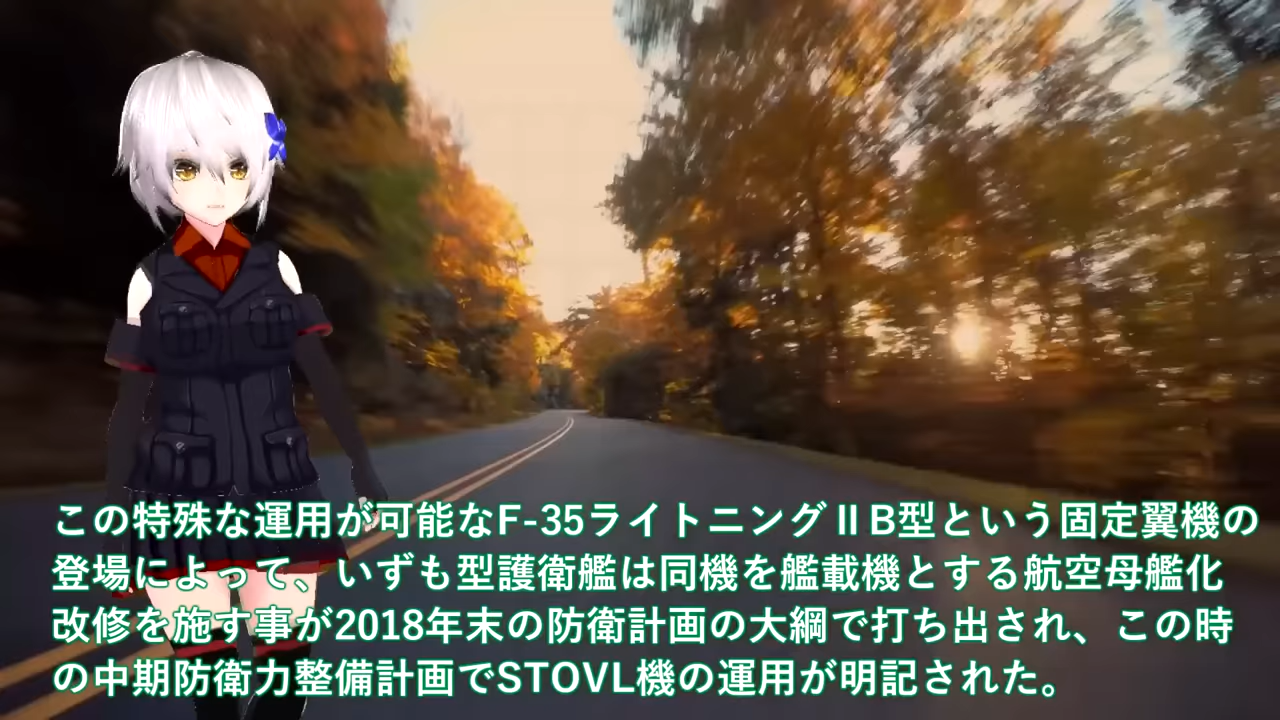 この特殊な運用が可能なF-35ライトニングⅡB型という固定翼機の
登場によって、いずも型護衛艦は同機を艦載機とする航空母艦化
改修を施す事が2018年末の防衛計画の大綱で打ち出され、この時
の中期防衛力整備計画でSTOVL機の運用が明記された。